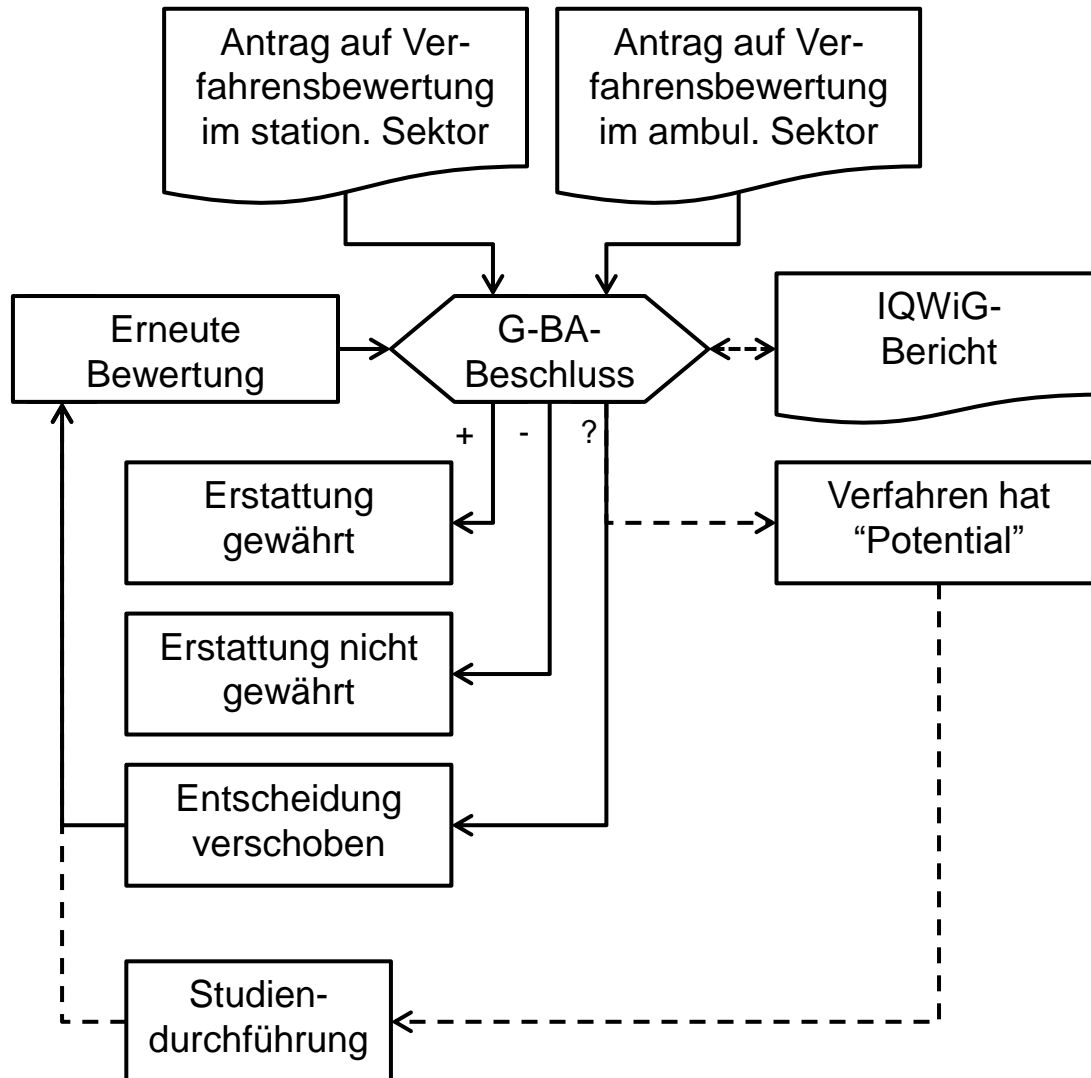 Antrag auf Ver-
fahrensbewertung
im station. Sektor
Antrag auf Ver-
fahrensbewertung
im ambul. Sektor
Erneute
Bewertung
G-BA-
Beschluss
IQWiG-
Bericht
+
-
?
Erstattung
gewährt
Verfahren hat
“Potential”
Erstattung nicht
gewährt
Entscheidung
verschoben
Studien-
durchführung